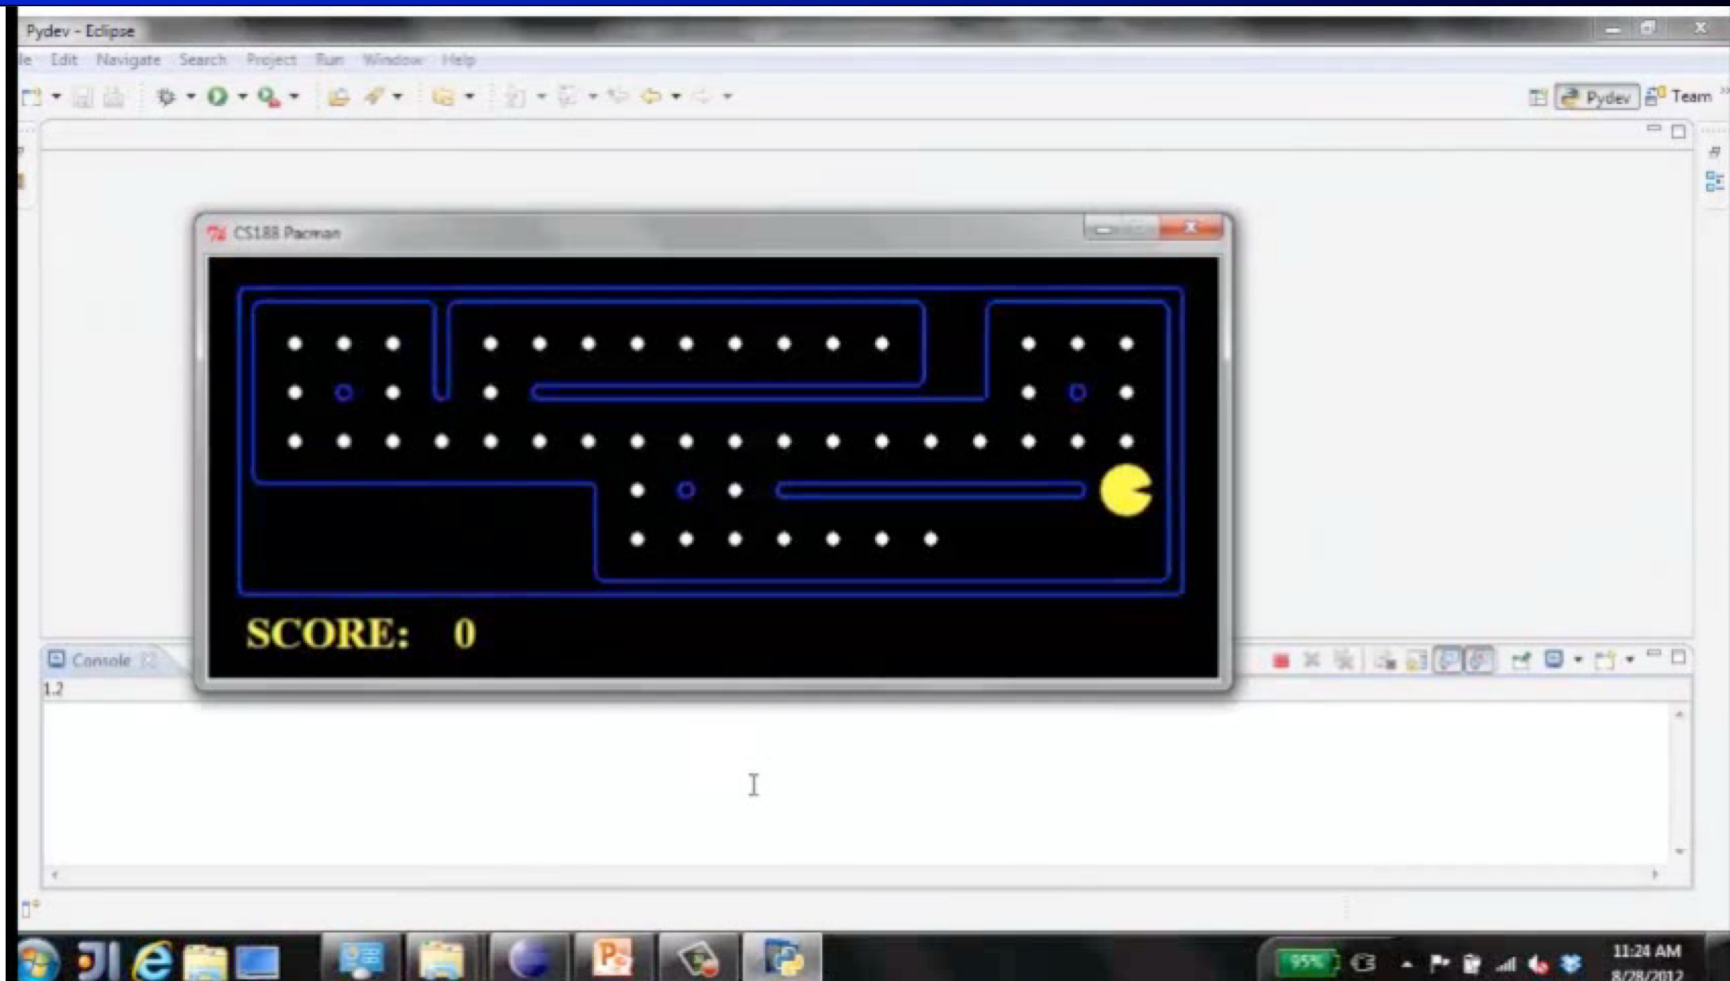 Pydev - Eclipse
le Edit Navigate Search Project Run Window Help
Pydev Team
CS188 Pacman
SCORE: 0
Console
1.2
95%
11:24 AM
8/28/2012